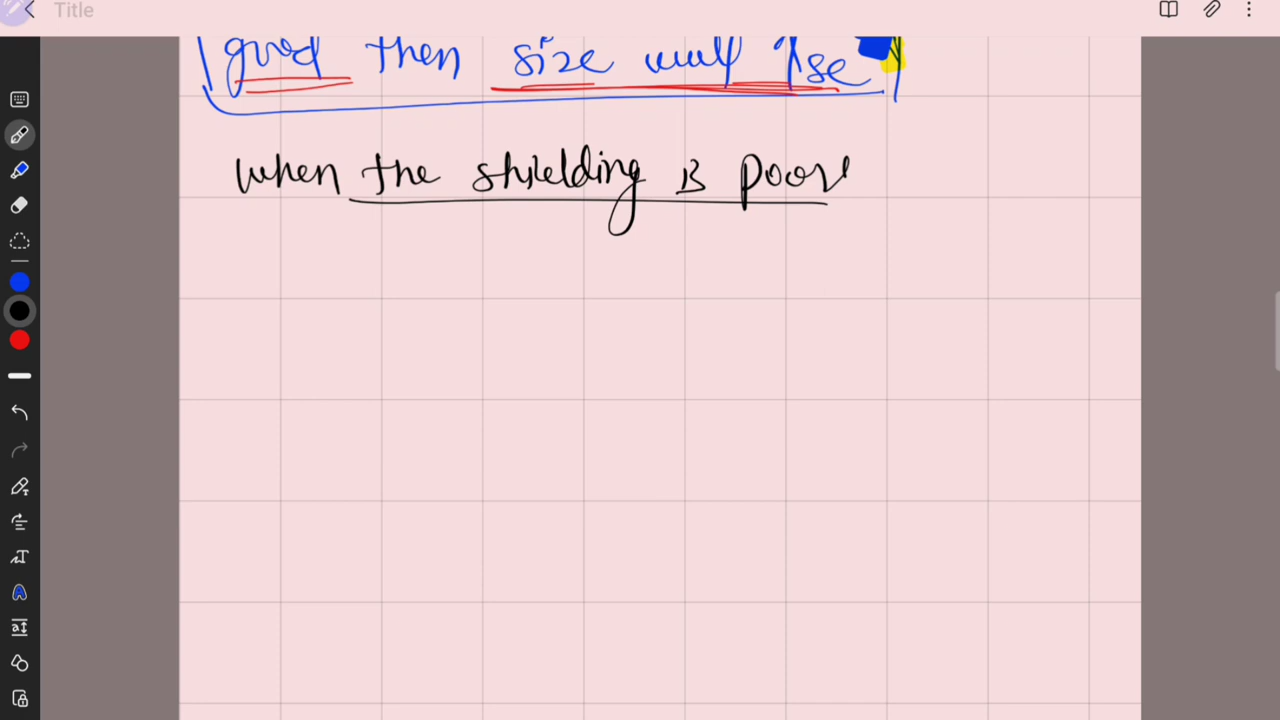 Title
good then size will ↑se
when the shielding is poor